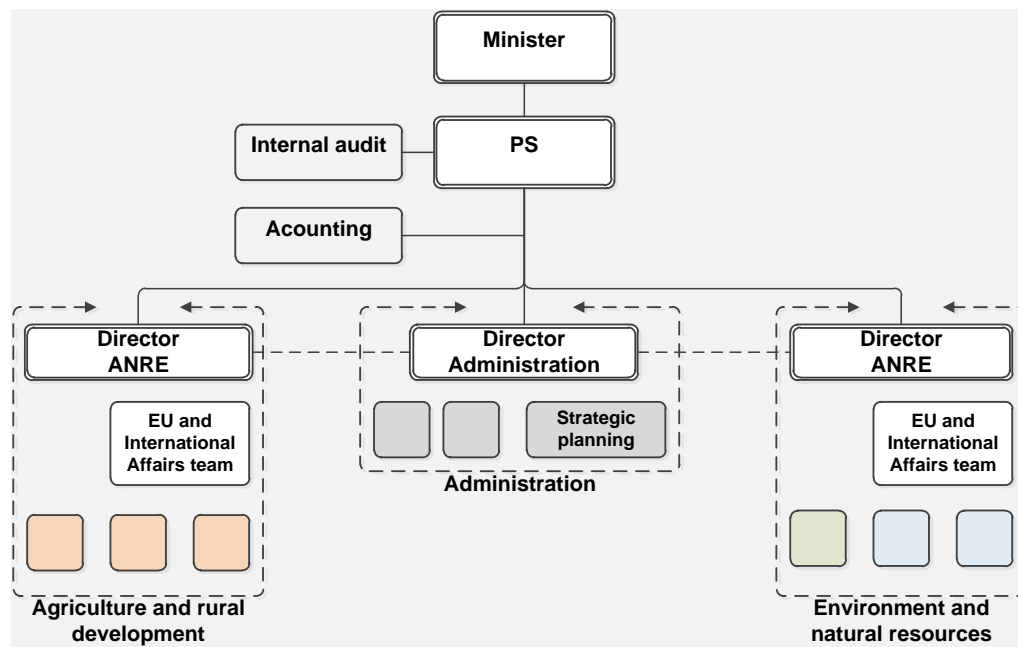 Minister
Internal audit
PS
Acounting
Director
ANRE
Director
Administration
Director
ANRE
EU and
International
Affairs team
Strategic
planning
EU and
International
Affairs team
Administration
Agriculture and rural
development
Environment and
natural resources